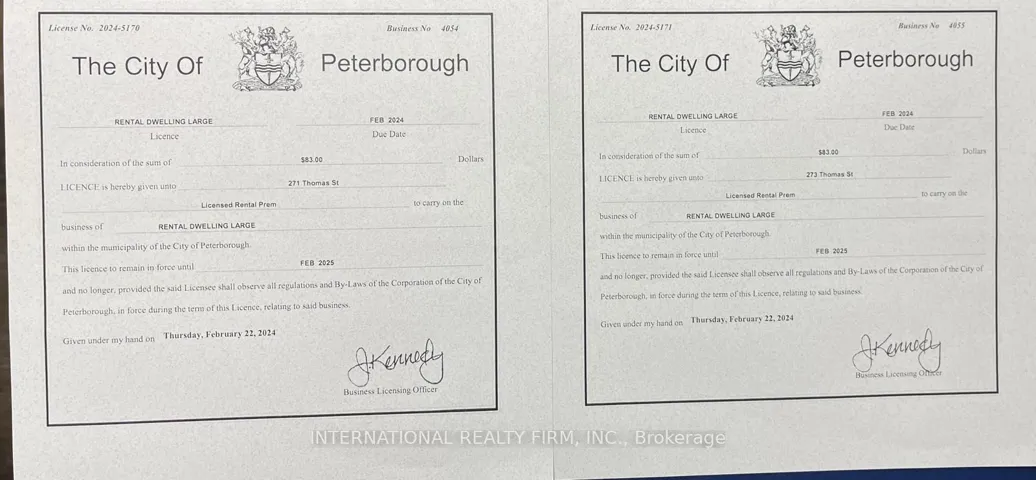 License No. 2024-5170 Business No 4054
The City Of Peterborough
RENTAL DWELLING LARGE FEB 2024
Licence Due Date
In consideration of the sum of $83.00 Dollars
LICENCE is hereby given unto 271 Thomas St
Licensed Rental Prem to carry on the
business of RENTAL DWELLING LARGE
within the municipality of the City of Peterborough.
This licence to remain in force until FEB 2025
and no longer, provided the said Licensee shall observe all regulations and By-Laws of the Corporation of the City of
Peterborough, in force during the term of this Licence, relating to said business.
Given under my hand on Thursday, February 22, 2024
J.Kennedy
Business Licensing Officer
License No. 2024-5171 Business No 4055
The City Of Peterborough
RENTAL DWELLING LARGE FEB 2024
Licence Due Date
In consideration of the sum of $83.00 Dollars
LICENCE is hereby given unto 273 Thomas St
Licensed Rental Prem to carry on the
business of RENTAL DWELLING LARGE
within the municipality of the City of Peterborough.
This licence to remain in force until FEB 2025
and no longer, provided the said Licensee shall observe all regulations and By-Laws of the Corporation of the City of
Peterborough, in force during the term of this Licence, relating to said business.
Given under my hand on Thursday, February 22, 2024
J.Kennedy
Business Licensing Officer
INTERNATIONAL REALTY FIRM, INC., Brokerage